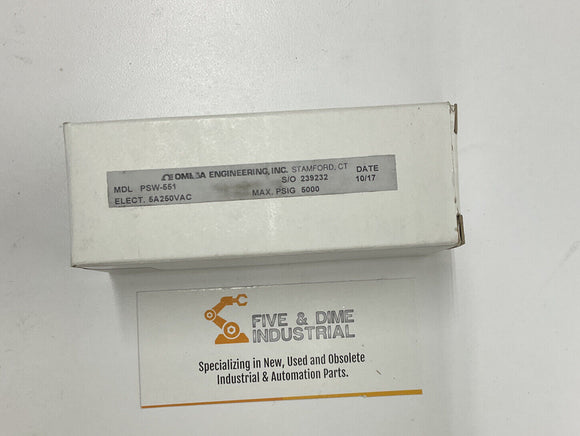 OMEGA ENGINEERING, INC. STAMFORD, CT
MDL PSW-551 S/O 239232 DATE 10/17
ELECT. 5A250VAC MAX. PSIG 5000
FIVE & DIME
INDUSTRIAL
Specializing in New, Used and Obsolete
Industrial & Automation Parts.